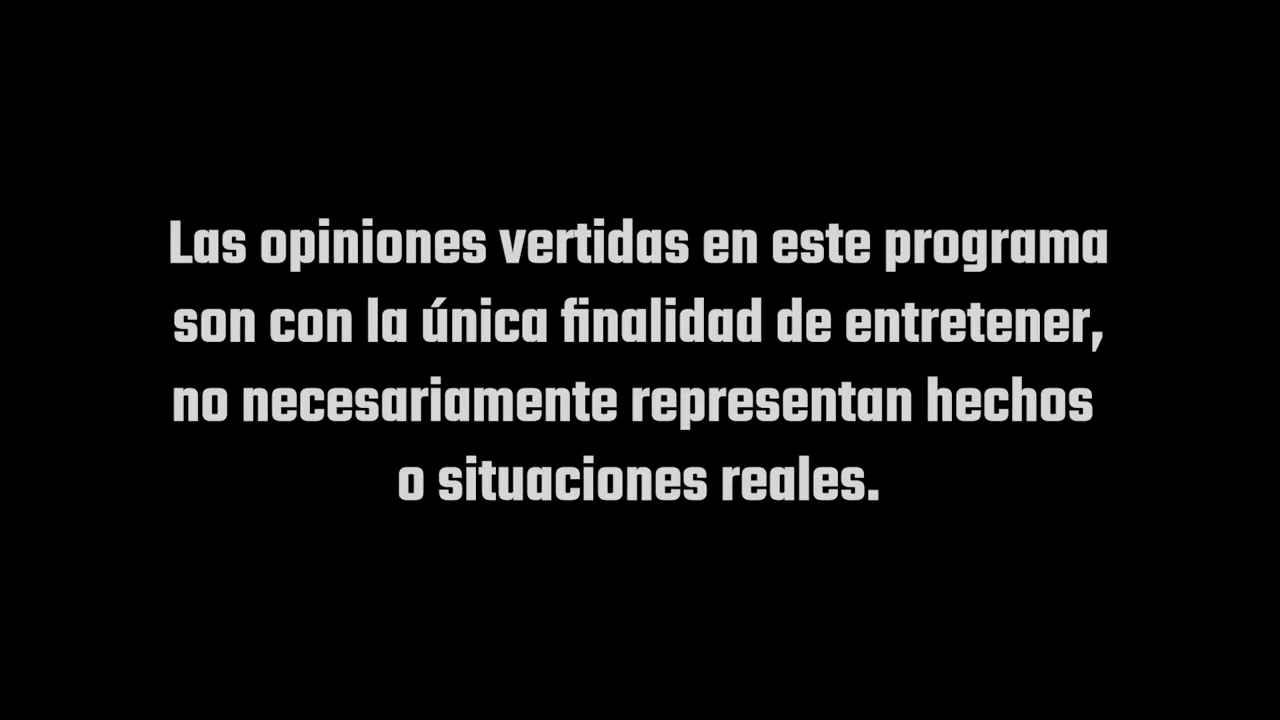 Las opiniones vertidas en este programa
son con la única finalidad de entretener,
no necesariamente representan hechos
o situaciones reales.